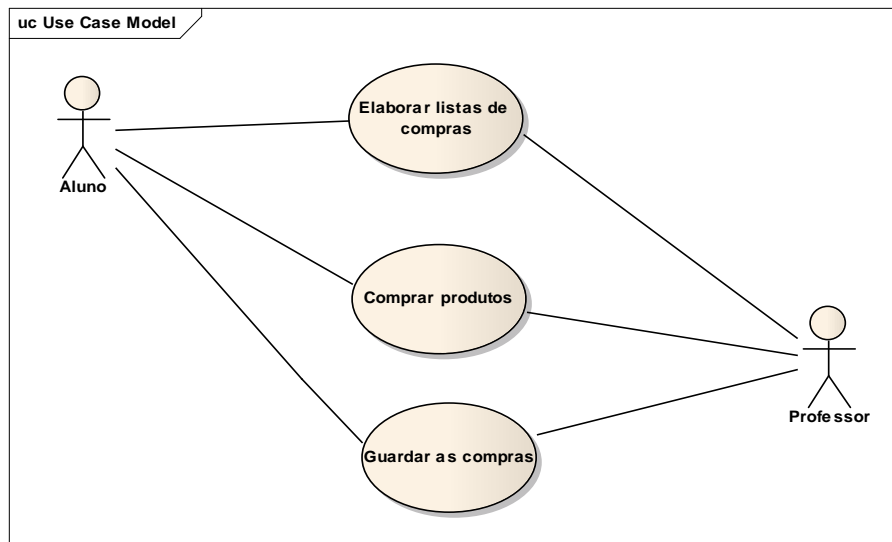 uc Use Case Model
Elaborar listas de
compras
Aluno
Comprar produtos
Professor
Guardar as compras